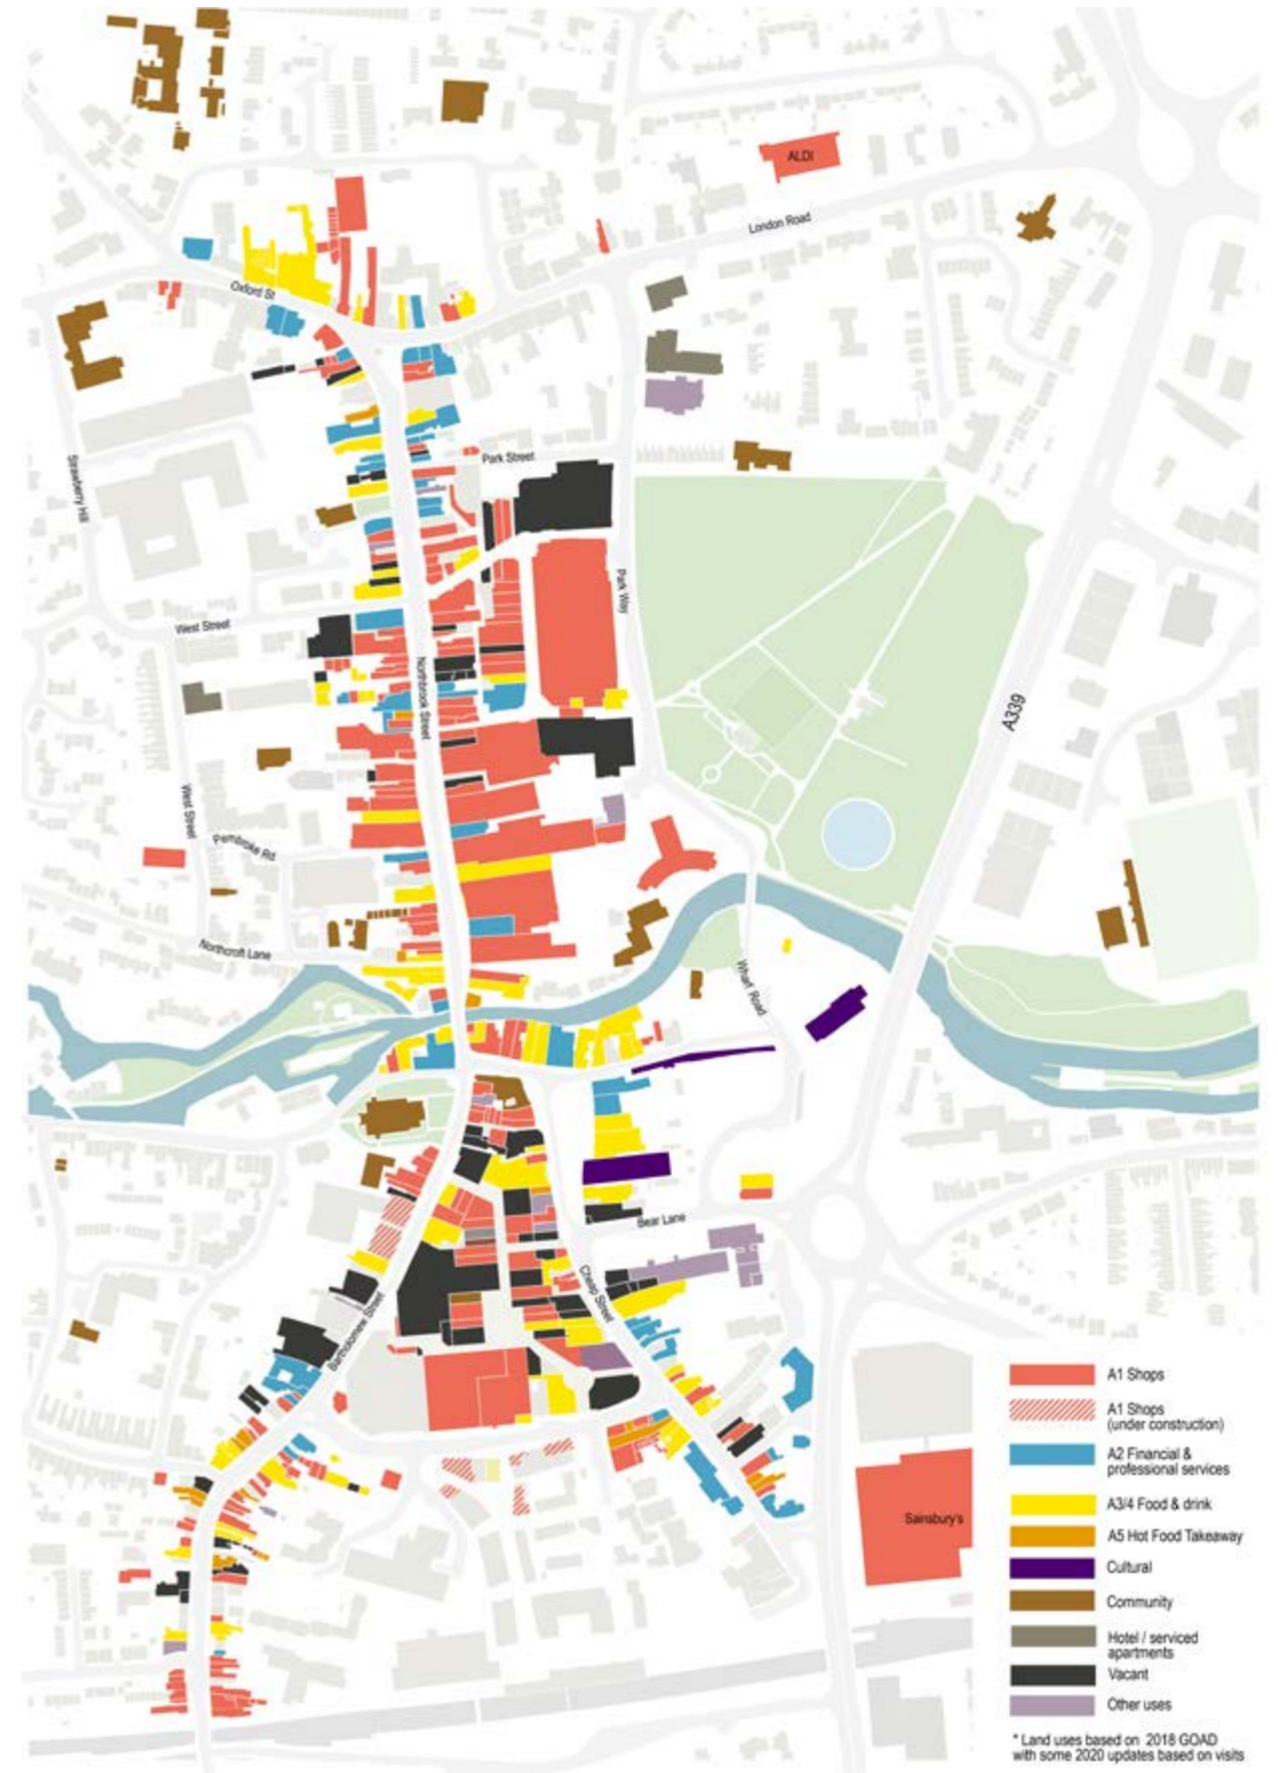 ALDI
London Road
Oxford St
Park Street
Strawberry Hill
Park Way
West Street
Northbrook Street
A339
West Street
Pembroke Rd
Northcroft Lane
Wharf Road
Bear Lane
Cheap Street
Bartholomew Street
Sainsbury's
A1 Shops
A1 Shops
(under construction)
A2 Financial &
professional services
A3/4 Food & drink
A5 Hot Food Takeaway
Cultural
Community
Hotel / serviced
apartments
Vacant
Other uses
* Land uses based on 2018 GOAD
with some 2020 updates based on visits